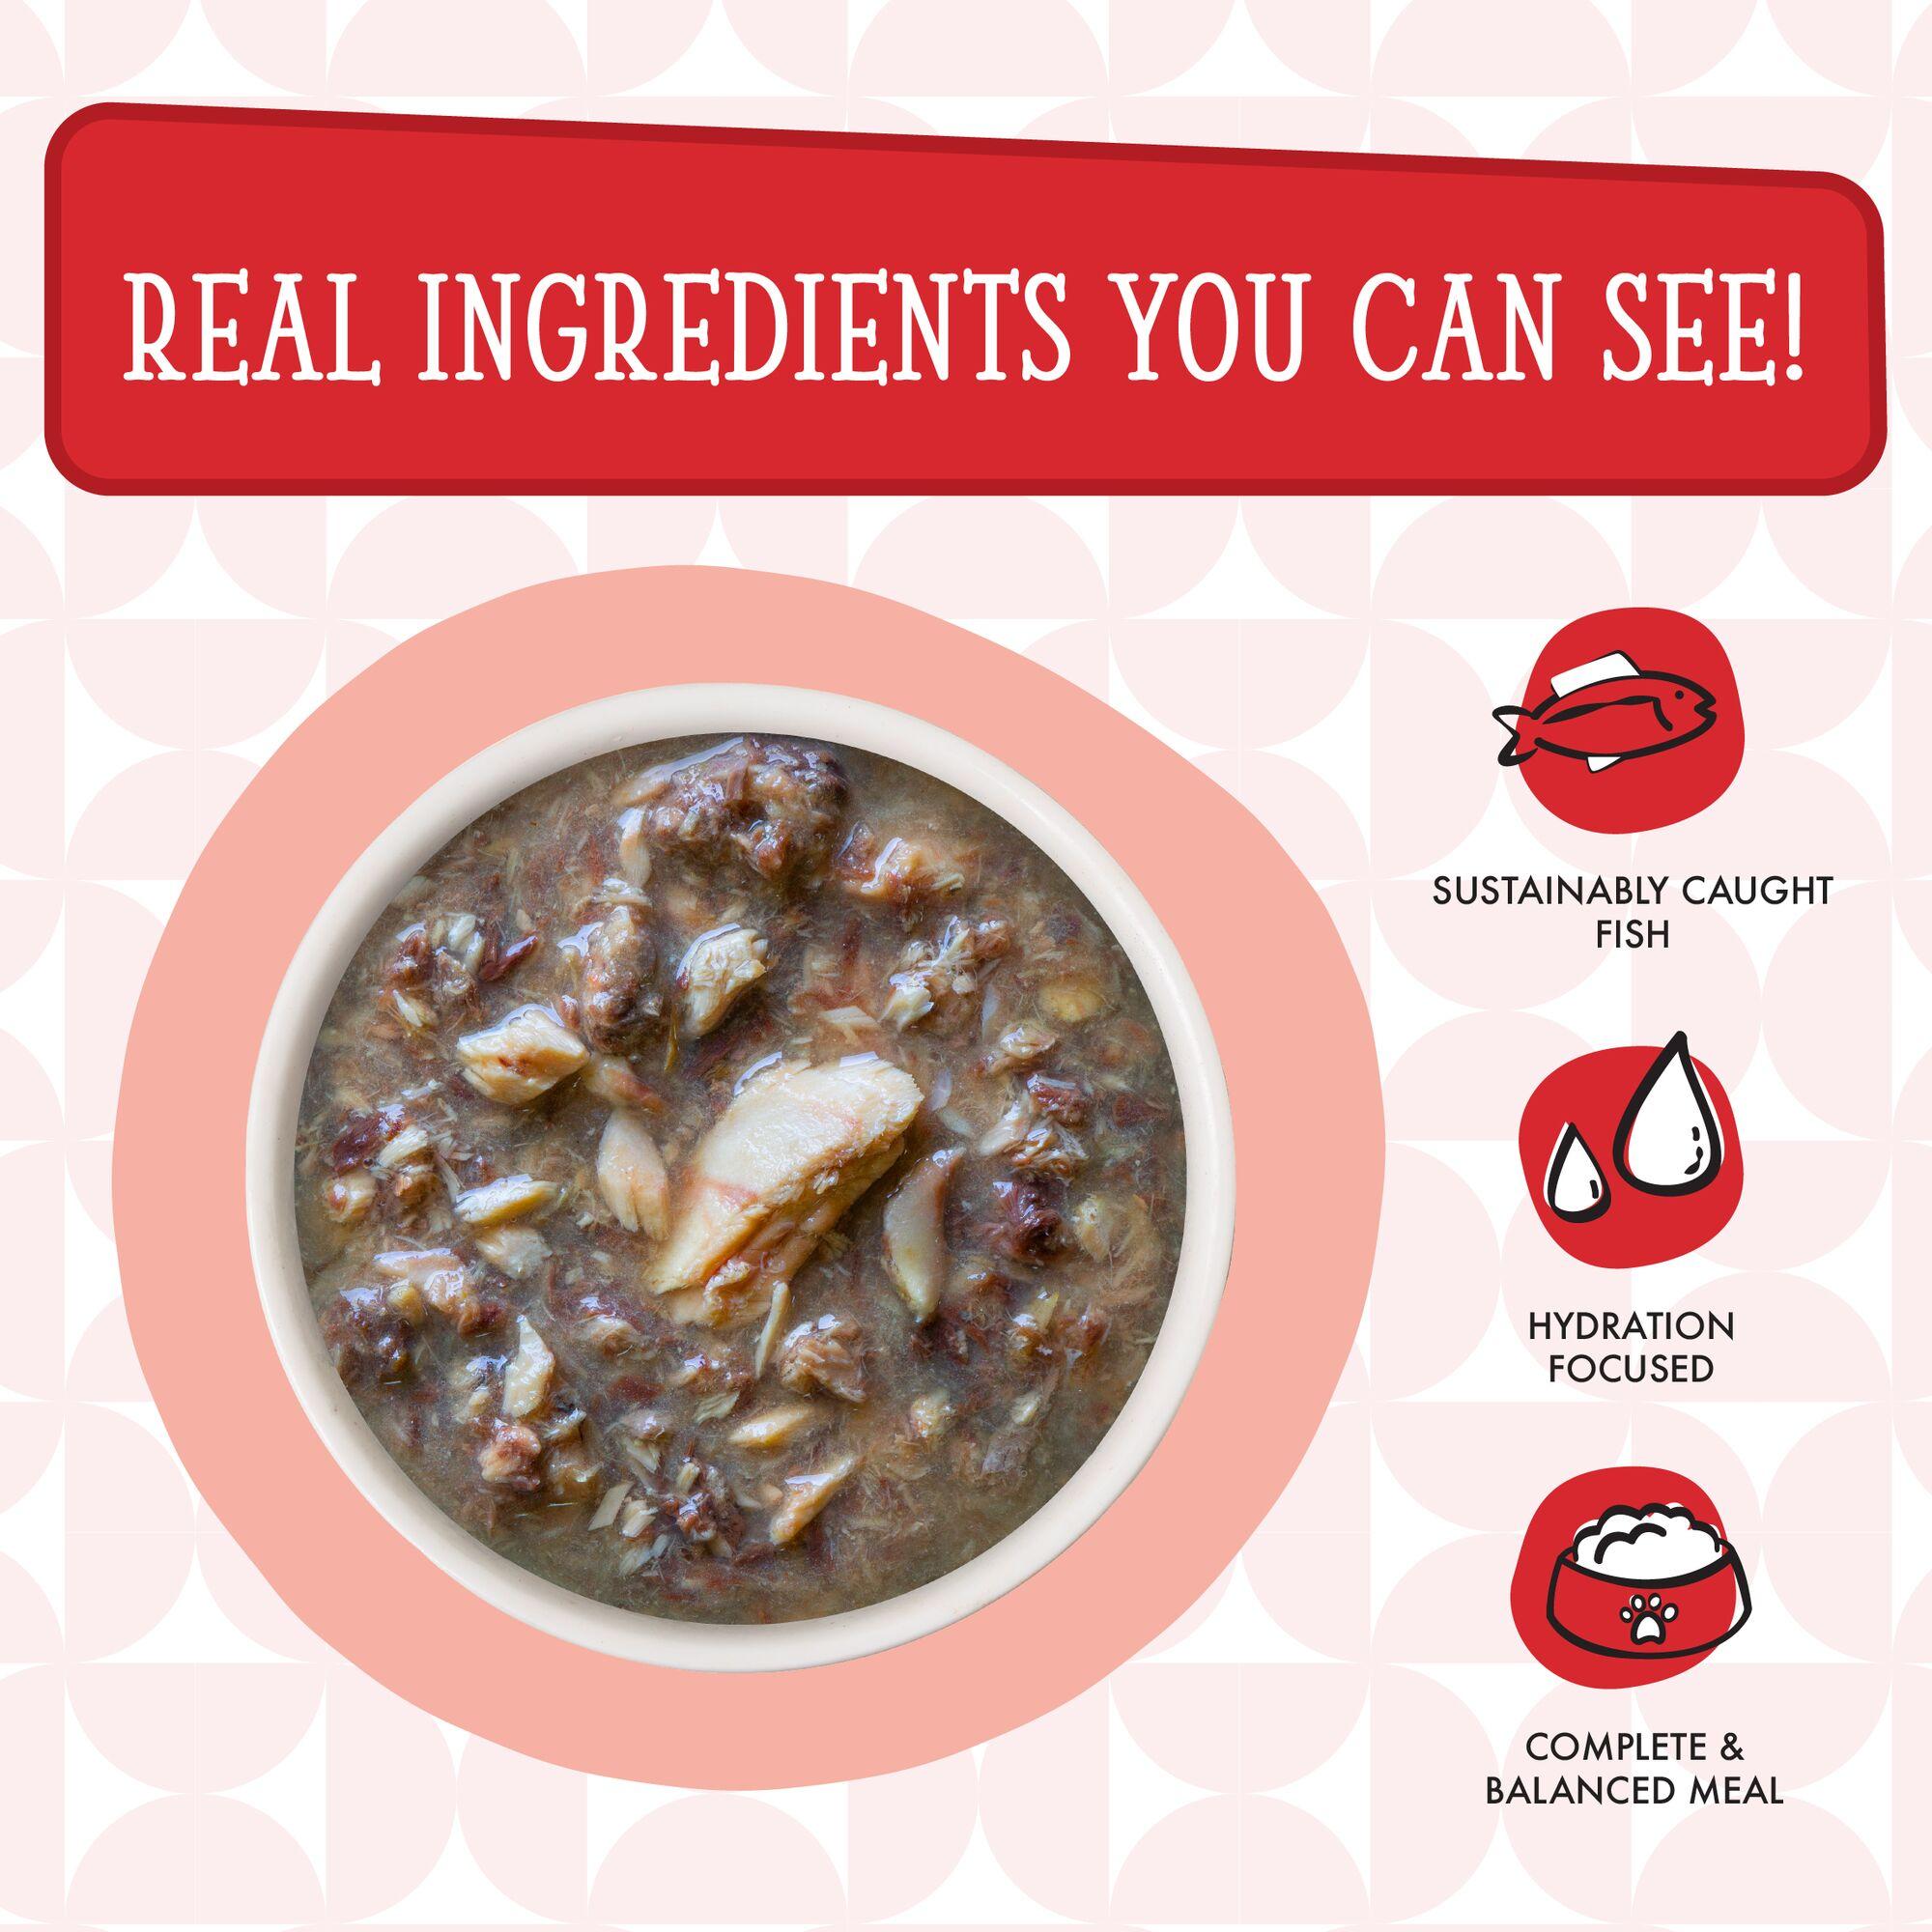 REAL INGREDIENTS YOU CAN SEE!
SUSTAINABLY CAUGHT
FISH
HYDRATION
FOCUSED
COMPLETE &
BALANCED MEAL